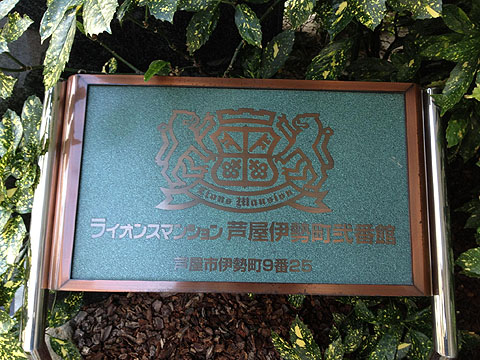 Lions Mansion
ライオンズマンション 芦屋伊勢町弐番館
芦屋市伊勢町9番25